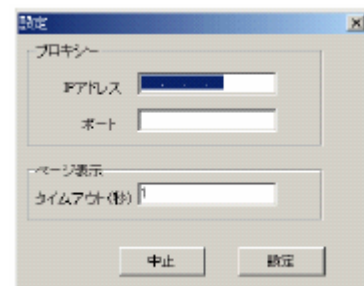 設定
プロキシー
IPアドレス
ポート
ページ表示
タイムアウト(秒) 1
中止
設定